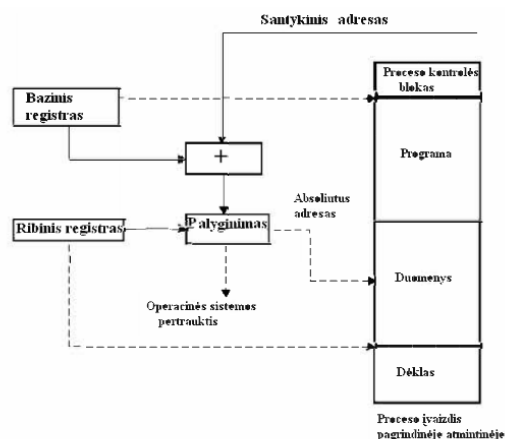 Santykinis adresas
Proceso kontrolės
blokas
Bazinis
registras
+
Programa
Absoliutus
adresas
Ribinis registras
Palyginimas
Duomenys
Operacinės sistemos
pertrauktis
Dėklas
Proceso įvaizdis
pagrindinėje atmintinėje